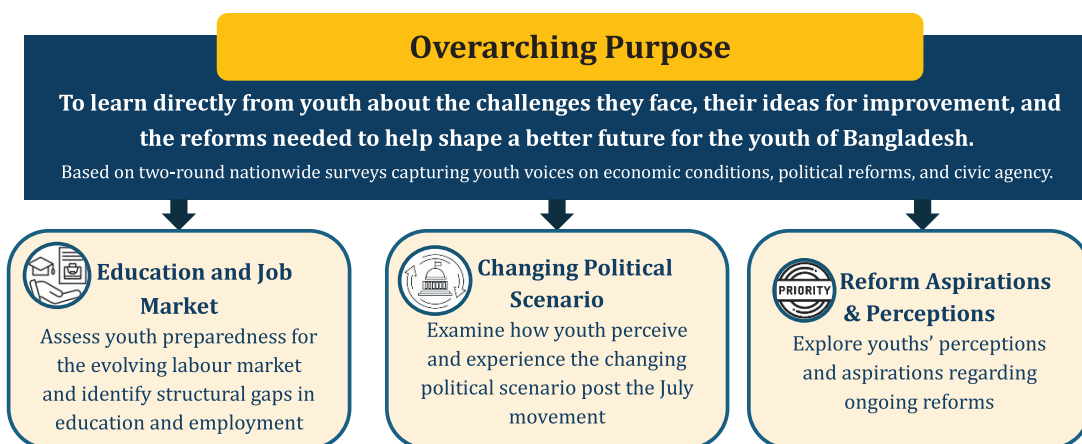 Overarching Purpose
To learn directly from youth about the challenges they face, their ideas for improvement, and
the reforms needed to help shape a better future for the youth of Bangladesh.
Based on two-round nationwide surveys capturing youth voices on economic conditions, political reforms, and civic agency.
Education and Job
Market
Assess youth preparedness for
the evolving labour market
and identify structural gaps in
education and employment
Changing Political
Scenario
Examine how youth perceive
and experience the changing
political scenario post the July
movement
PRIORITY
Reform Aspirations
& Perceptions
Explore youths’ perceptions
and aspirations regarding
ongoing reforms